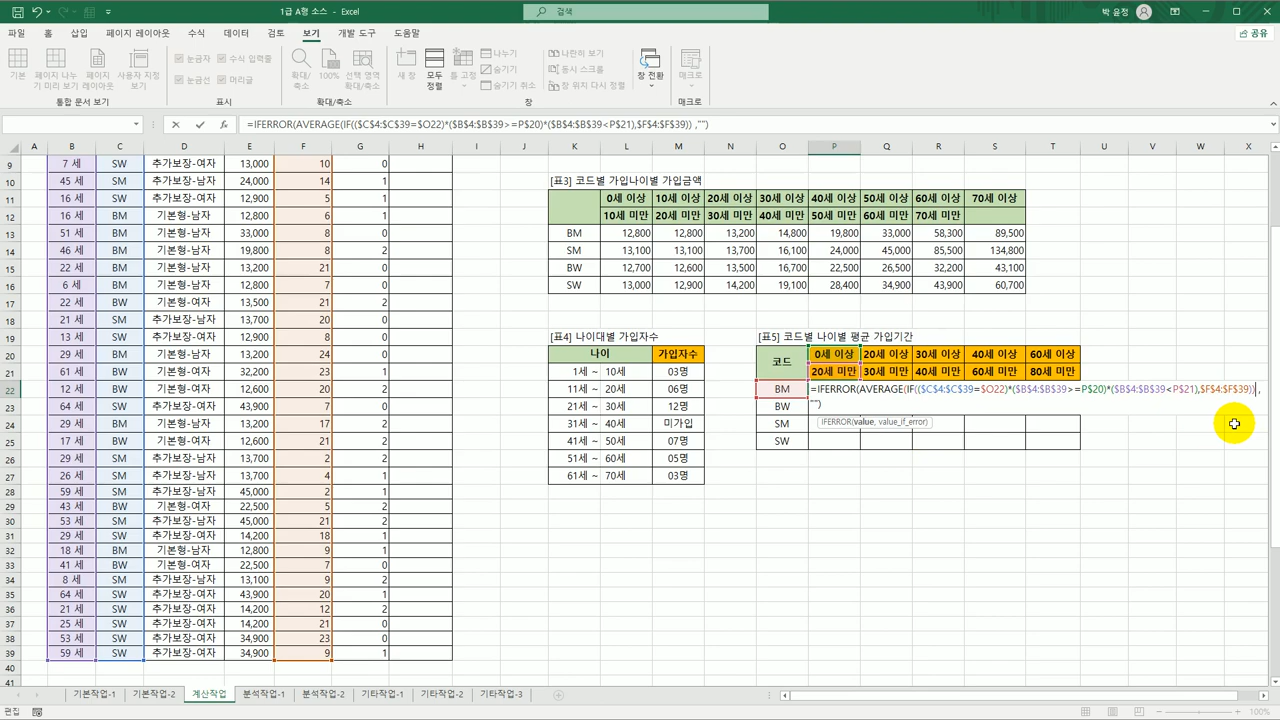 1급 A형 소스 - Excel
검색
박 윤정
파일 홈 삽입 페이지 레이아웃 수식 데이터 검토 보기 개발 도구 도움말
공유
기본 페이지 나누기 미리 보기 페이지 레이아웃 사용자 지정 보기
눈금자 수식 입력줄
눈금선 머리글
확대/축소 100% 선택 영역 확대/축소
새 창 모두 정렬 틀 고정
나누기
숨기기
숨기기 취소
나란히 보기
동시 스크롤
창 위치 다시 정렬
창 전환 매크로
통합 문서 보기 표시 확대/축소 창 매크로
=IFERROR(AVERAGE(IF(($C$4:$C$39=$O22)*($B$4:$B$39>=P$20)*($B$4:$B$39<P$21),$F$4:$F$39)) ,"")
A B C D E F G H I J K L M N O P Q R S T U V W X
9 7 세 SW 추가보장-여자 13,000 10 0
10 45 세 SM 추가보장-남자 24,000 14 1 [표3] 코드별 가입나이별 가입금액
11 16 세 SW 추가보장-여자 12,900 5 1 0세 이상 10세 이상 20세 이상 30세 이상 40세 이상 50세 이상 60세 이상 70세 이상
12 16 세 BM 기본형-남자 12,800 8 1 10세 미만 20세 미만 30세 미만 40세 미만 50세 미만 60세 미만 70세 미만
13 51 세 BM 기본형-남자 33,000 8 0 BM 12,800 12,800 13,200 14,800 19,800 33,000 58,300 89,500
14 46 세 BM 기본형-남자 19,800 8 2 SM 13,100 13,100 13,700 16,100 24,000 45,000 85,500 134,800
15 22 세 BM 기본형-남자 13,200 21 0 BW 12,700 12,600 13,500 16,700 22,500 26,500 32,200 43,100
16 6 세 BM 기본형-남자 12,800 7 0 SW 13,000 12,900 14,200 19,100 28,400 34,900 43,900 60,700
17 22 세 BW 기본형-여자 13,500 21 2
18 21 세 SM 추가보장-남자 13,700 20 0
19 13 세 SW 추가보장-여자 43,900 8 0 [표4] 나이대별 가입자수 [표5] 코드별 나이별 평균 가입기간
20 29 세 BM 기본형-남자 13,200 24 0 나이 가입자수 코드 0세 이상 20세 이상 30세 이상 40세 이상 60세 이상
21 61 세 BW 기본형-여자 32,200 23 1 1세 ~ 10세 03명 20세 미만 30세 미만 40세 미만 60세 미만 80세 미만
22 12 세 BW 기본형-여자 12,600 20 2 11세 ~ 20세 06명 BM =IFERROR(AVERAGE(IF(($C$4:$C$39=$O22)*($B$4:$B$39>=P$20)*($B$4:$B$39<P$21),$F$4:$F$39)) ,
23 64 세 SW 추가보장-여자 43,900 2 0 21세 ~ 30세 12명 BW "")
24 29 세 BM 기본형-남자 13,200 17 2 31세 ~ 40세 미가입 SM IFERROR(value, value_if_error)
25 17 세 BW 기본형-여자 12,600 21 2 41세 ~ 50세 07명 SW
26 29 세 SM 추가보장-남자 13,700 2 2 51세 ~ 60세 05명
27 26 세 SM 추가보장-남자 13,700 4 1 61세 ~ 70세 03명
28 59 세 SM 추가보장-남자 45,000 2 1
29 43 세 BW 기본형-여자 22,500 5 2
30 53 세 SM 추가보장-남자 45,000 21 2
31 29 세 SW 추가보장-여자 14,200 18 1
32 18 세 BM 기본형-남자 12,800 9 1
33 41 세 BW 기본형-여자 22,500 7 0
34 8 세 SM 추가보장-남자 13,100 9 2
35 64 세 SW 추가보장-여자 43,900 20 1
36 21 세 SW 추가보장-여자 14,200 12 2
37 25 세 SW 추가보장-여자 14,200 21 0
38 53 세 SW 추가보장-여자 34,900 23 0
39 59 세 SW 추가보장-여자 34,900 9 1
40
41
기본작업-1 기본작업-2 계산작업 분석작업-1 분석작업-2 기타작업-1 기타작업-2 기타작업-3
편집
100%